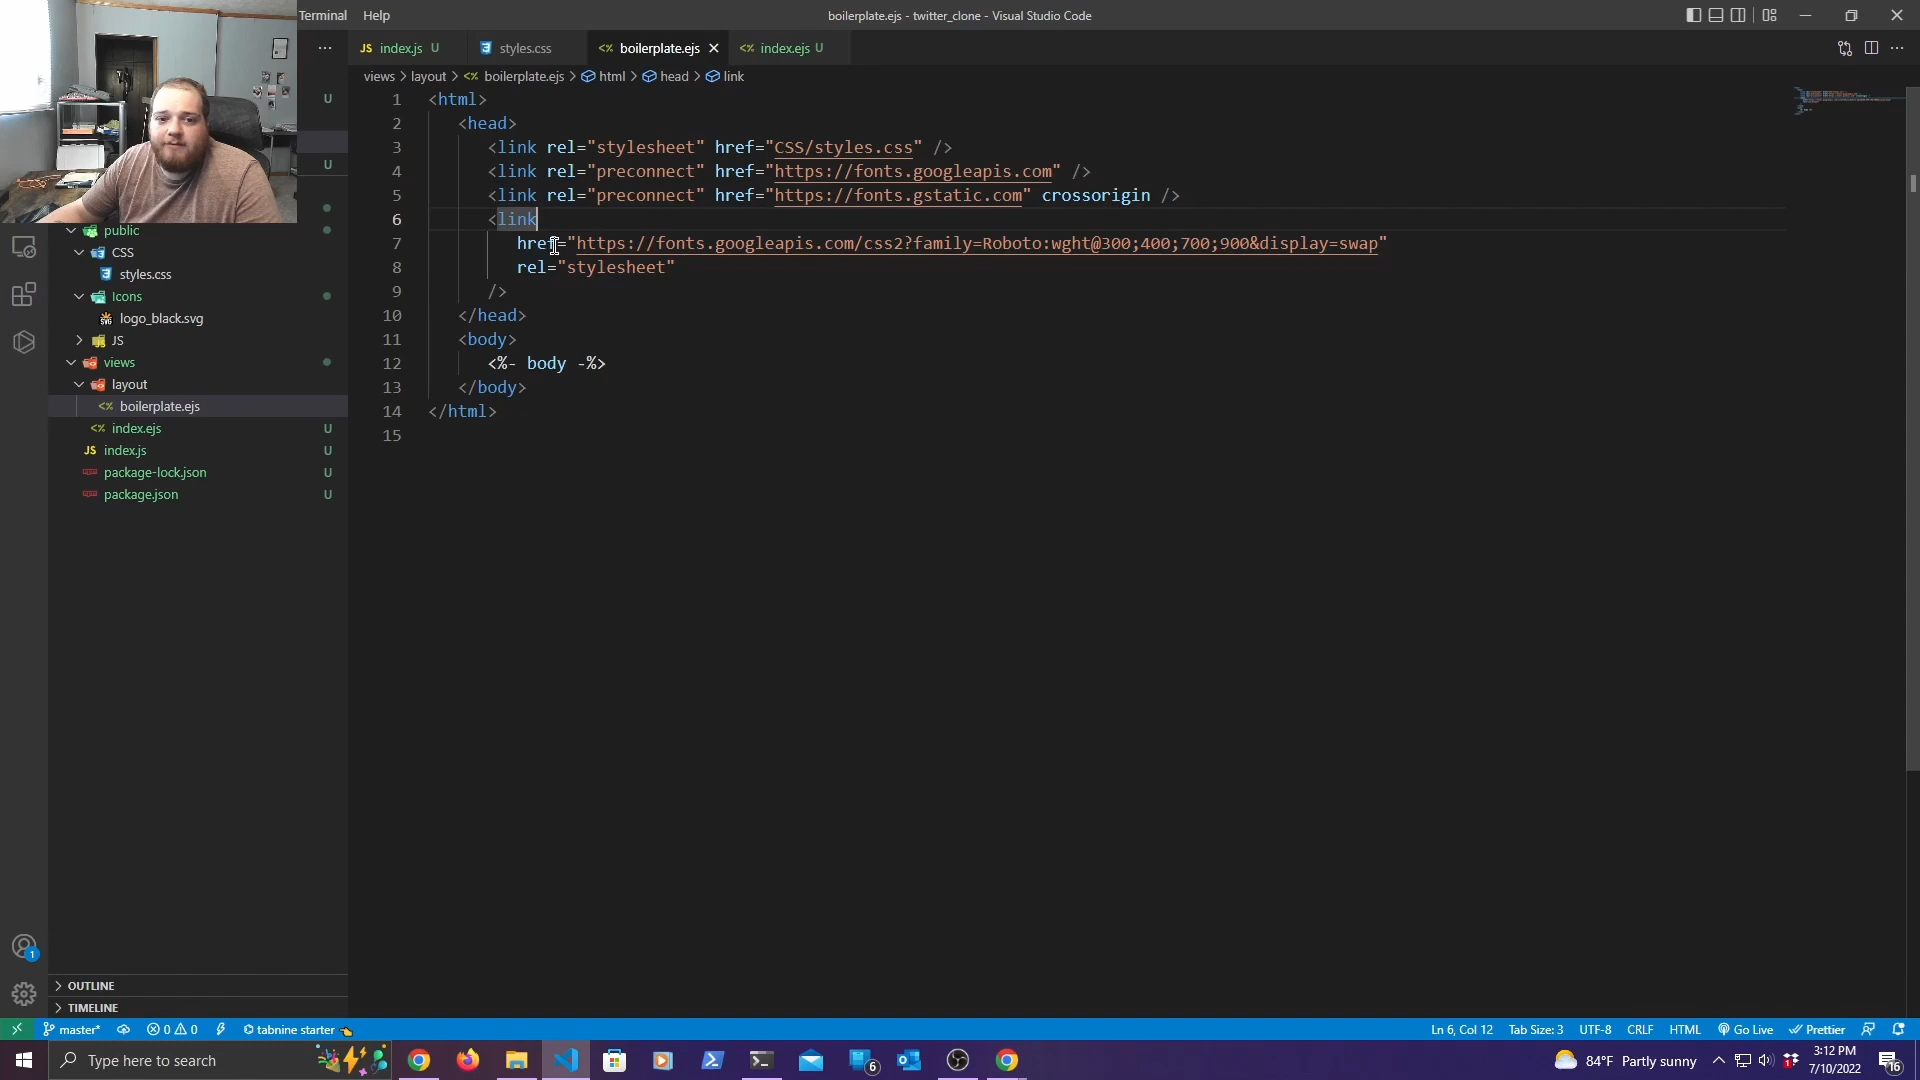 Terminal Help
boilerplate.ejs - twitter_clone - Visual Studio Code
JS index.js U
styles.css
<% boilerplate.ejs
<% index.ejs U
views > layout > <% boilerplate.ejs > html > head > link
U
U
public
CSS
styles.css
Icons
SVG logo_black.svg
JS
views
layout
<% boilerplate.ejs
<% index.ejs U
JS index.js U
package-lock.json U
package.json U
1 <html>
2 <head>
3 <link rel="stylesheet" href="CSS/styles.css" />
4 <link rel="preconnect" href="https://fonts.googleapis.com" />
5 <link rel="preconnect" href="https://fonts.gstatic.com" crossorigin />
6 <link
7 href="https://fonts.googleapis.com/css2?family=Roboto:wght@300;400;700;900&display=swap"
8 rel="stylesheet"
9 />
10 </head>
11 <body>
12 <%- body -%>
13 </body>
14 </html>
15
1
OUTLINE
TIMELINE
master* 0 0 tabnine starter
Ln 6, Col 12 Tab Size: 3 UTF-8 CRLF HTML Go Live Prettier
Type here to search
6
84°F Partly sunny
1
3:12 PM
7/10/2022
16